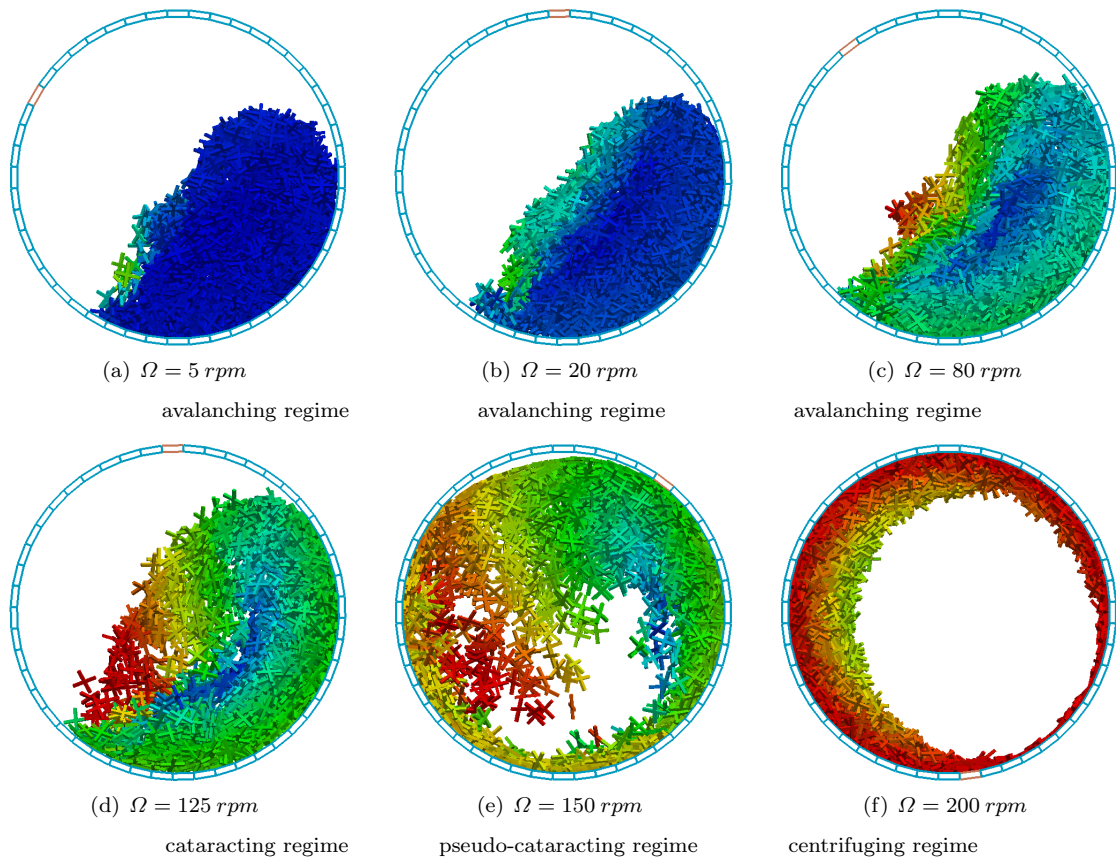 (a) Ω = 5 rpm (b) Ω = 20 rpm (c) Ω = 80 rpm
avalanching regime avalanching regime avalanching regime
(d) Ω = 125 rpm (e) Ω = 150 rpm (f) Ω = 200 rpm
cataracting regime pseudo-cataracting regime centrifuging regime